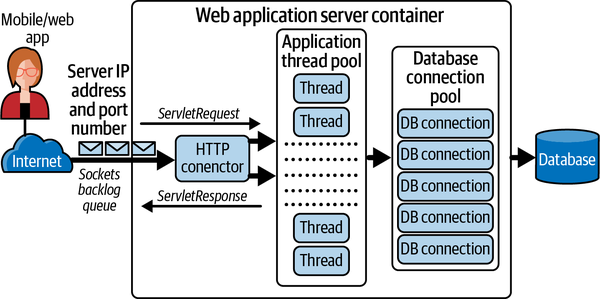 Mobile/web
app
Internet
Server IP
address
and port
number
Sockets
backlog
queue
Web application server container
ServletRequest
HTTP
conenctor
ServletResponse
Application
thread pool
Thread
Thread
Thread
Thread
Database
connection
pool
DB connection
DB connection
DB connection
DB connection
DB connection
Database